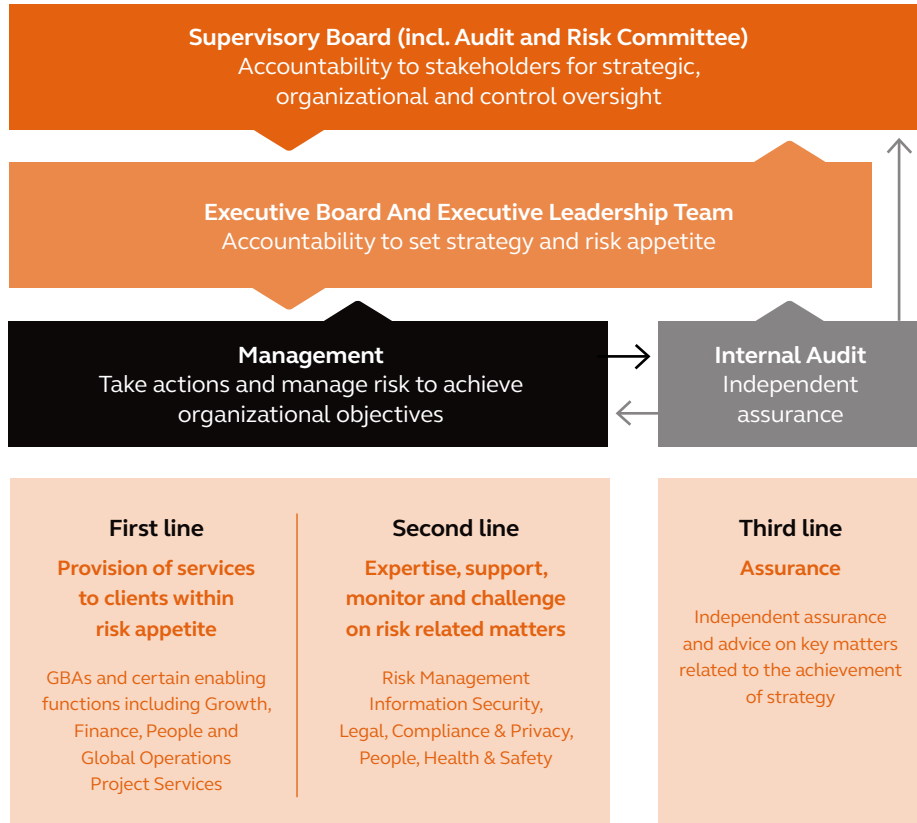 Supervisory Board (incl. Audit and Risk Committee)
Accountability to stakeholders for strategic,
organizational and control oversight
Executive Board And Executive Leadership Team
Accountability to set strategy and risk appetite
Management
Take actions and manage risk to achieve
organizational objectives
Internal Audit
Independent
assurance
First line
Provision of services
to clients within
risk appetite
GBAs and certain enabling
functions including Growth,
Finance, People and
Global Operations
Project Services
Second line
Expertise, support,
monitor and challenge
on risk related matters
Risk Management
Information Security,
Legal, Compliance & Privacy,
People, Health & Safety
Third line
Assurance
Independent assurance
and advice on key matters
related to the achievement
of strategy